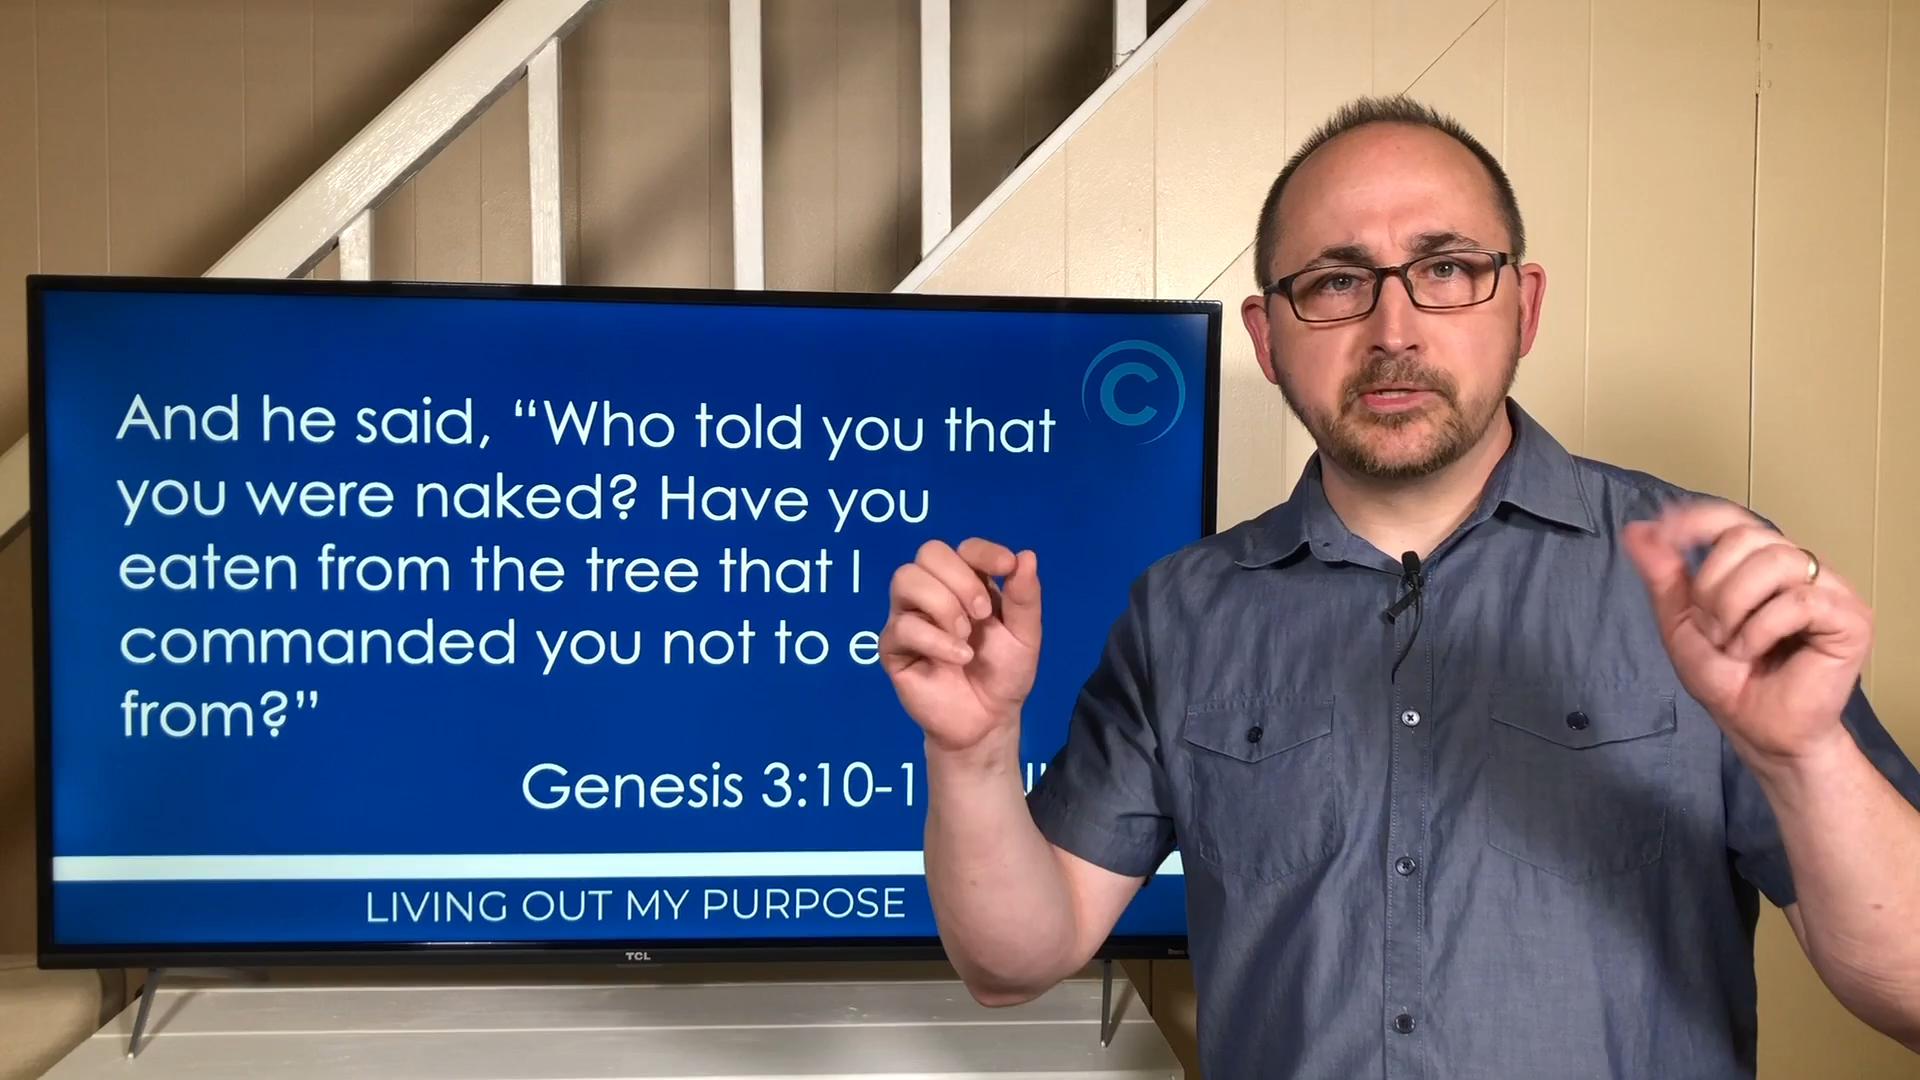 And he said, “Who told you that
you were naked? Have you
eaten from the tree that I
commanded you not to
from?”
Genesis 3:10-1
LIVING OUT MY PURPOSE
TCL
C